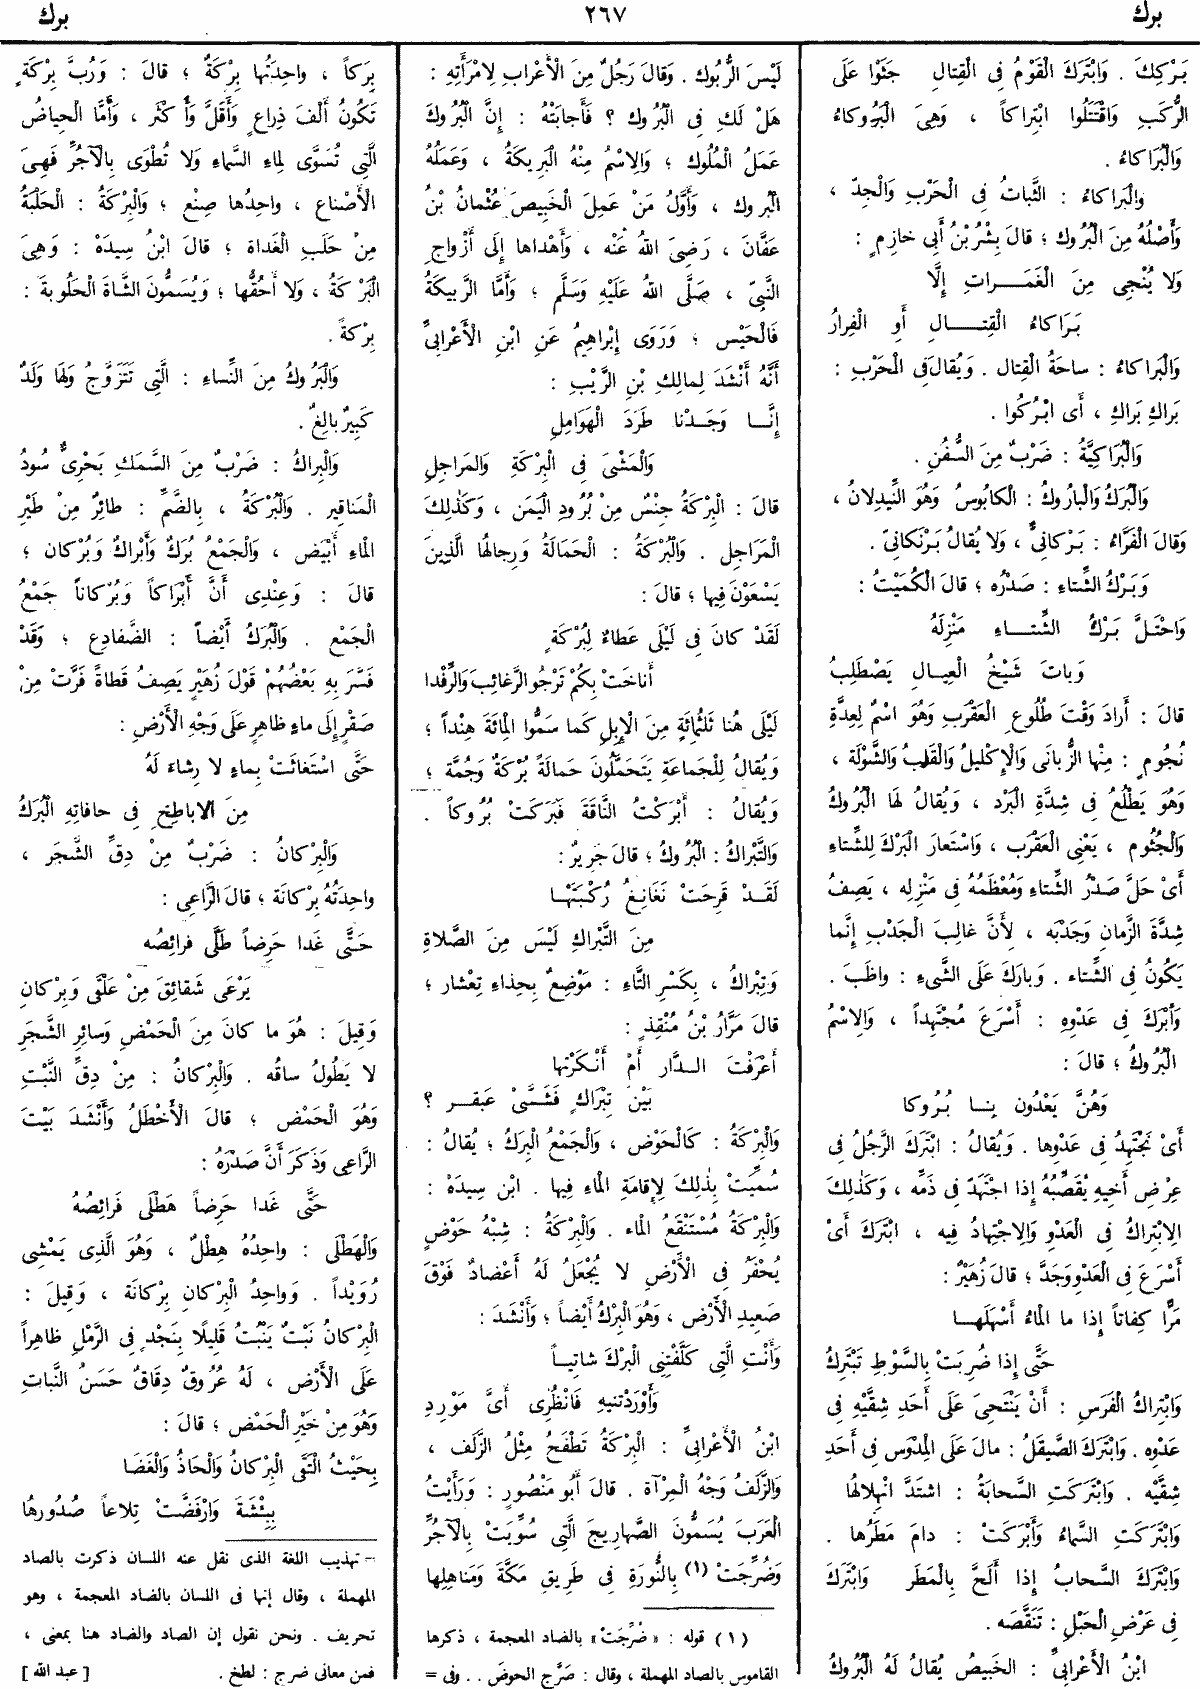 برك
٢٦٧
برك
بَرْكِكَ . وَابْتَرَكَ الْقَوْمُ فِى الْقِتالِ جَثَوْا عَلَى
الرُّكَبِ وَاقْتَتَلُوا ابْتِراكاً ، وَهِىَ الْبَرُوكاءُ
وَالْبُرَاكاءُ .
وَالْبَراكاءُ : الثَّباتُ فِى الْحَرْبِ وَالْجِدّ ،
وَأَصْلُهُ مِنَ الْبُرُوك ؛ قالَ بِشْرُ بْنُ أَبِى خازِمٍ :
وَلا يُنْجِى مِنَ الْغَمَراتِ إِلَّا
بَرَاكاءُ الْقِتالِ أَوِ الْفِرارُ
وَالْبَراكاءُ : ساحَةُ الْقِتال . وَيُقالُ فِى الْحَرْبِ :
بَراكِ بَراكِ ، أَى ابْرُكُوا .
وَالْبُرَاكِيَّةُ : ضَرْبٌ مِنَ السُّفُنِ .
وَالْبُرَكُ وَالْبارُوكُ : الْكابُوسُ وَهُوَ النِّيدِلانُ ،
وَقالَ الْفَرَّاءُ : بَرْكانِىٌّ ، وَلا يُقالُ بَرْنَكانِىّ .
وَبَرْكُ الشِّتاءِ : صَدْرُه ؛ قالَ الْكُمَيْتُ :
وَاحْتَلَّ بَرْكُ الشِّتاءِ مَنْزِلَهُ
وَباتَ شَيْخُ الْعِيالِ يَصْطَلِبُ
قالَ : أَرادَ وَقْتَ طُلُوعِ الْعَقْرَبِ وَهُوَ اسْمٌ لِعِدَّةِ
نُجُومٍ : مِنْها الزُّبانَى وَالْإِكْلِيلُ وَالْقَلْبُ وَالشَّوْلَة ،
وَهُوَ يَطْلُعُ فِى شِدَّةِ الْبَرْد ، وَيُقالُ لَها الْبُرُوكُ
وَالْجُثُوم ، يَعْنِى الْعَقْرَب ، وَاسْتَعارَ الْبَرْكَ لِلشِّتاءِ
أَىْ حَلَّ صَدْرُ الشِّتاءِ وَمُعْظَمُهُ فِى مَنْزِلِه ، يَصِفُ
شِدَّةَ الزَّمانِ وَجَدْبَه ، لِأَنَّ غالِبَ الْجَدْبِ إِنَّما
يَكُونُ فِى الشِّتاء . وَبارَكَ عَلَى الشَّىءِ : واظَبَ .
وَأَبْرَكَ فِى عَدْوِهِ : أَسْرَعَ مُجْتَهِداً ، وَالِاسْمُ
الْبُرُوكُ ؛ قالَ :
وَهُنَّ يَعْدُون بِنا بُرُوكا
أَىْ نَجْتَهِدُ فِى عَدْوِها . وَيُقالُ : ابْتَرَكَ الرَّجُلُ فِى
عِرْضِ أَخِيهِ يُقَصِّبُهُ إِذا اجْتَهَدَ فِى ذَمِّه ، وَكَذٰلِكَ
الِابْتِراكُ فِى الْعَدْوِ وَالِاجْتِهادُ فِيه ، ابْتَرَكَ أَىْ
أَسْرَعَ فِى الْعَدْوِ وَجَدَّ ؛ قالَ زُهَيْرٌ :
مَرًّا كِفاتاً إِذا ما الْماءُ أَسْهَلَها
حَتَّى إِذا ضُرِبَتْ بِالسَّوْطِ تَبْتَرِكُ
وَابْتِراكُ الْفَرَسِ : أَنْ يَنْتَحِىَ عَلَى أَحَدِ شِقَّيْهِ فِى
عَدْوِه . وَابْتَرَكَ الصَّيقَلُ : مالَ عَلَى الْمِدْوَسِ فِى أَحَدِ
شِقَّيْه . وَابْتَرَكَتِ السَّحابَةُ : اشتَدَّ انْهِلالُها
وَابْتَرَكَتِ السَّماءُ وَأَبْرَكَتْ : دامَ مَطَرُها .
وَابْتَرَكَ السَّحابُ إِذا أَلَحَّ بِالْمَطَر وَابْتَرَكَ
فِى عَرْضِ الْحَبْلِ : تَنَقَّصَه .
ابْنُ الْأَعْرابِىِّ : الْخَبِيصُ يُقالُ لَهُ الْبُرُوكُ
لَيْسَ الرُّبُوك . وَقالَ رَجُلٌ مِنَ الْأَعْرابِ لِامْرَأَتِهِ :
هَلْ لَكِ فِى الْبُرُوك ؟ فَأَجابَتْهُ : إِنَّ الْبُرُوكَ
عَمَلُ الْمُلُوك ؛ وَالِاسْمُ مِنْهُ الْبَرِيكَةُ ، وَعَمَلُهُ
الْبُرُوك ، وَأَوَّلُ مَنْ عَمِلَ الْخَبِيصَ عُثْمانُ بْنُ
عَفَّانَ ، رَضِىَ اللهُ عَنْه ، وَأَهْداها إِلَى أَزْواجِ
النَّبِىِّ ، صَلَّى اللهُ عَلَيْهِ وَسَلَّم ؛ وَأَمَّا الرَّبِيكَةُ
فَالْحَيْس ؛ وَرَوَى إِبْراهِيمُ عَنِ ابْنِ الْأَعْرابِىِّ
أَنَّهُ أَنْشَدَ لِمالِكِ بْنِ الرَّيْبِ :
إِنَّا وَجَدْنا طَرَدَ الْهَوَامِلِ
وَالْمَشْىَ فِى الْبِرْكَةِ وَالمَراجِلِ
قالَ : الْبِرْكَةُ جِنْسٌ مِنْ بُرُودِ الْيَمَن ، وَكَذٰلِكَ
الْمَرَاجِل . وَالْبُرْكَةُ : الْحَمَالَةُ وَرِجالُها الَّذِينَ
يَسْعَوْنَ فِيها ؛ قالَ :
لَقَدْ كانَ فِى لَيْلَى عَطاءٌ لِبُرْكَةٍ
أَناخَتْ بِكُمْ تَرْجُو الرَّغائِبَ وَالرِّفْدا
لَيْلَى هُنا ثَلثُمِائَةٍ مِنَ الْإِبِلِ كَما سَمُّوا الْمِائَةَ هِنْداً ؛
وَيُقالُ لِلْجَماعَةِ يَتَحَمَّلُونَ حَمالَةً بُرْكَةٌ وَجُمَّة ؛
وَيُقالُ : أَبْرَكْتُ النَّاقَةَ فَبَرَكَتْ بُرُوكاً .
وَالتَّبْراكُ : الْبُرُوكُ ؛ قالَ جَرِيرٌ :
لَقَدْ قَرِحَتْ نَغانِغُ رُكْبَتَيْها
مِنَ التَّبْراكِ لَيْسَ مِنَ الصَّلاةِ
وَتِبْراكُ ، بِكَسْرِ التَّاءِ : مَوْضِعٌ بِحِذاءِ تِعْشار ؛
قالَ مَرَّارُ بْنُ مُنْقِذٍ :
أَعَرَفْتَ الدَّار أَمْ أَنْكَرْتَها
بَيْنَ تِبْرَاكٍ فَشَسَّىْ عَبَقر ؟
وَالْبِرْكَةُ : كَالْحَوْض ، وَالْجَمْعُ الْبِرَكُ ؛ يُقالُ :
سُمِّيَتْ بِذٰلِكَ لِإِقامَةِ الْماءِ فِيها . ابْن سِيدَهْ :
وَالْبِرْكَةُ مُسْتَنْقَعُ الْماء . وَالْبِرْكَةُ : شِبْهُ حَوْضٍ
يُحْفَرُ فِى الْأَرْضِ لا يُجْعَلُ لَهُ أَعْضادٌ فَوْقَ
صَعِيدِ الْأَرْض ، وَهُوَ الْبِرْكُ أَيْضاً ؛ وَأَنْشَدَ :
وَأَنْتِ الَّتِى كَلَّفْتِنِى الْبِرْكَ شاتِياً
وَأَوْرَدْتنِيهِ فَانْظُرِى أَىَّ مَوْرِدِ
ابْنُ الْأَعْرابِىِّ : الْبِرْكَةُ تَطْفَحُ مِثْلُ الزَّلَف ،
وَالزَّلَفُ وَجْهُ الْمِرْآة . قالَ أَبُو مَنْصُورٍ : وَرَأَيْتُ
الْعَرَبَ يُسَمُّونَ الصَّهارِيجَ الَّتِى سُوِّيَتْ بِالْآجُرِّ
وَضُرِّجَتْ (١) بِالنُّورَةِ فِى طَرِيقِ مَكَّةَ وَمَناهِلِها
(١) قوله : « ضُرِّجَتْ » بالضاد المعجمة ، ذكرها
القاموس بالصاد المهملة ، وقال : صَرَّج الحوضَ . . وفى =
بِرَكاً ، واحِدَتُها بِرْكَةٌ ؛ قالَ : وَرُبَّ بِرْكَةٍ
تَكُونُ أَلْفَ ذِراعٍ وَأَقَلَّ وَأَكْثَر ، وَأَمَّا الْحِياضُ
الَّتِى تُسَوَّى لِماءِ السَّماءِ وَلا تُطْوَى بِالْآجُرِّ فَهِىَ
الْأَصْناع ، واحِدُها صِنْع ؛ وَالْبِرْكَةُ : الْحَلْبَةُ
مِنْ حَلَبِ الْغَداة ؛ قالَ ابْنُ سِيدَهْ : وَهِىَ
الْبَرْكَةُ ، وَلا أَحُقُّها ؛ وَيُسَمُّونَ الشَّاةَ الْحَلُوبَةَ :
بِرْكَةً .
وَالْبَرُوكُ مِنَ النِّساءِ : الَّتِى تَتَزَوَّجُ وَلَها وَلَدٌ
كَبِيرٌ بالِغٌ .
وَالْبِراكُ : ضَرْبٌ مِنَ السَّمَكِ بَحْرِىٌّ سُودُ
الْمَناقِير . وَالْبُرْكَةُ ، بِالضَّمِّ : طائِرٌ مِنْ طَيْرِ
الْماءِ أَبْيَض ، وَالْجَمْعُ بُرَكٌ وَأَبْراكٌ وَبُرْكان ؛
قالَ : وَعِنْدِى أَنَّ أَبْرَاكاً وَبُرْكاناً جَمْعُ
الْجَمْع . وَالْبُرَكُ أَيْضاً : الضَّفادِع ؛ وَقَدْ
فَسَّرَ بِهِ بَعْضُهُمْ قَوْلَ زُهَيْرٍ يَصِفُ قَطاةً فَرَّتْ مِنْ
صَقْرٍ إِلَى ماءٍ ظاهِرٍ عَلَى وَجْهِ الْأَرْضِ :
حَتَّى اسْتَغاثَتْ بِماءٍ لا رِشاءَ لَهُ
مِنَ الاباطِحِ فِى حافاتِهِ الْبُرَكُ
وَالْبِرْكانُ : ضَرْبٌ مِنْ دِقِّ الشَّجَر ،
واحِدَتُهُ بِرْكانَة ؛ قالَ الرَّاعِى :
حَتَّى غَدا حَرِضاً طَلَّى فَرائِصُه
يَرْعَى شَقائِقَ مِنْ عَلْقَى وَبِرْكانِ
وَقِيلَ : هُوَ ما كانَ مِنَ الْحَمْضِ وَسائِرِ الشَّجَرِ
لا يَطُولُ ساقُه . وَالْبِرْكانُ : مِنْ دِقِّ النَّبْتِ
وَهُوَ الْحَمْض ؛ قالَ الْأَخْطَلُ وَأَنْشَدَ بَيْتَ
الرَّاعِى وَذَكَرَ أَنَّ صَدْرَهُ :
حَتَّى غَدا حَرِضاً هَطْلَى فَرائِصُهُ
وَالْهَطْلَى : واحِدُهُ هِطْلٌ ، وَهُوَ الَّذِى يَمْشِى
رُوَيْداً . وَواحِدُ الْبِركانِ بِرْكانَة ، وَقِيلَ :
الْبِرْكانُ نَبْتٌ يَنْبُتُ قَلِيلًا بِنَجْدٍ فِى الرَّمْلِ ظاهِراً
عَلَى الْأَرْض ، لَهُ عُرُوقٌ دِقَاقٌ حَسَنُ النَّباتِ
وَهُوَ مِنْ خَيْرِ الْحَمْض ؛ قالَ :
بِحَيْثُ الْتَقَى الْبِرْكانُ وَالْحَاذُ وَالْغَضَا
بِبِئْشَةَ وَارْفَضَّتْ تِلاعاً صُدُورها
= تهذيب اللغة الذى نقل عنه اللسان ذكرت بالصاد
المهملة ، وقال إنها فى اللسان بالضاد المعجمة ، وهو
تحريف . ونحن نقول إن الصاد والضاد هنا بمعنى ،
فمن معانى ضرج : لطخ .
[ عبد الله ]